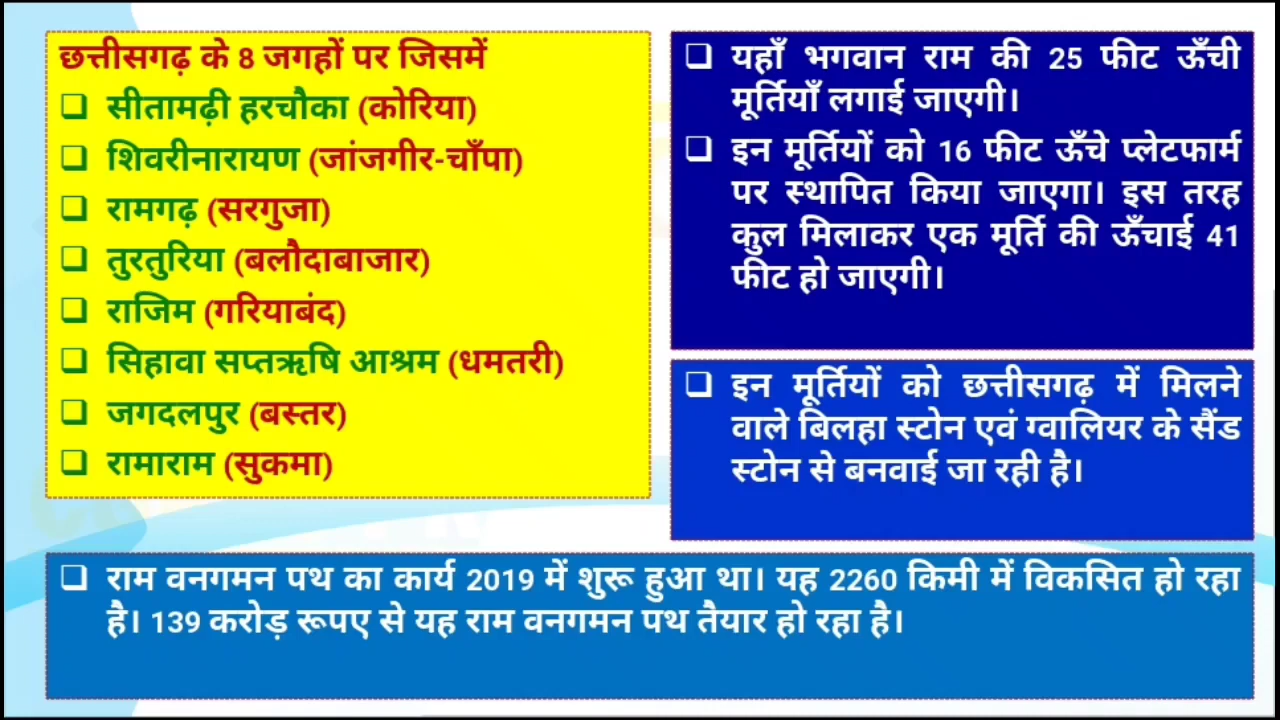 छत्तीसगढ़ के 8 जगहों पर जिसमें
❑ सीतामढ़ी हरचौका (कोरिया)
❑ शिवरीनारायण (जांजगीर-चाँपा)
❑ रामगढ़ (सरगुजा)
❑ तुरतुरिया (बलौदाबाजार)
❑ राजिम (गरियाबंद)
❑ सिहावा सप्तऋषि आश्रम (धमतरी)
❑ जगदलपुर (बस्तर)
❑ रामाराम (सुकमा)
❑ यहाँ भगवान राम की 25 फीट ऊँची
मूर्तियाँ लगाई जाएगी।
❑ इन मूर्तियों को 16 फीट ऊँचे प्लेटफार्म
पर स्थापित किया जाएगा। इस तरह
कुल मिलाकर एक मूर्ति की ऊँचाई 41
फीट हो जाएगी।
❑ इन मूर्तियों को छत्तीसगढ़ में मिलने
वाले बिलहा स्टोन एवं ग्वालियर के सैंड
स्टोन से बनवाई जा रही है।
❑ राम वनगमन पथ का कार्य 2019 में शुरू हुआ था। यह 2260 किमी में विकसित हो रहा
है। 139 करोड़ रूपए से यह राम वनगमन पथ तैयार हो रहा है।